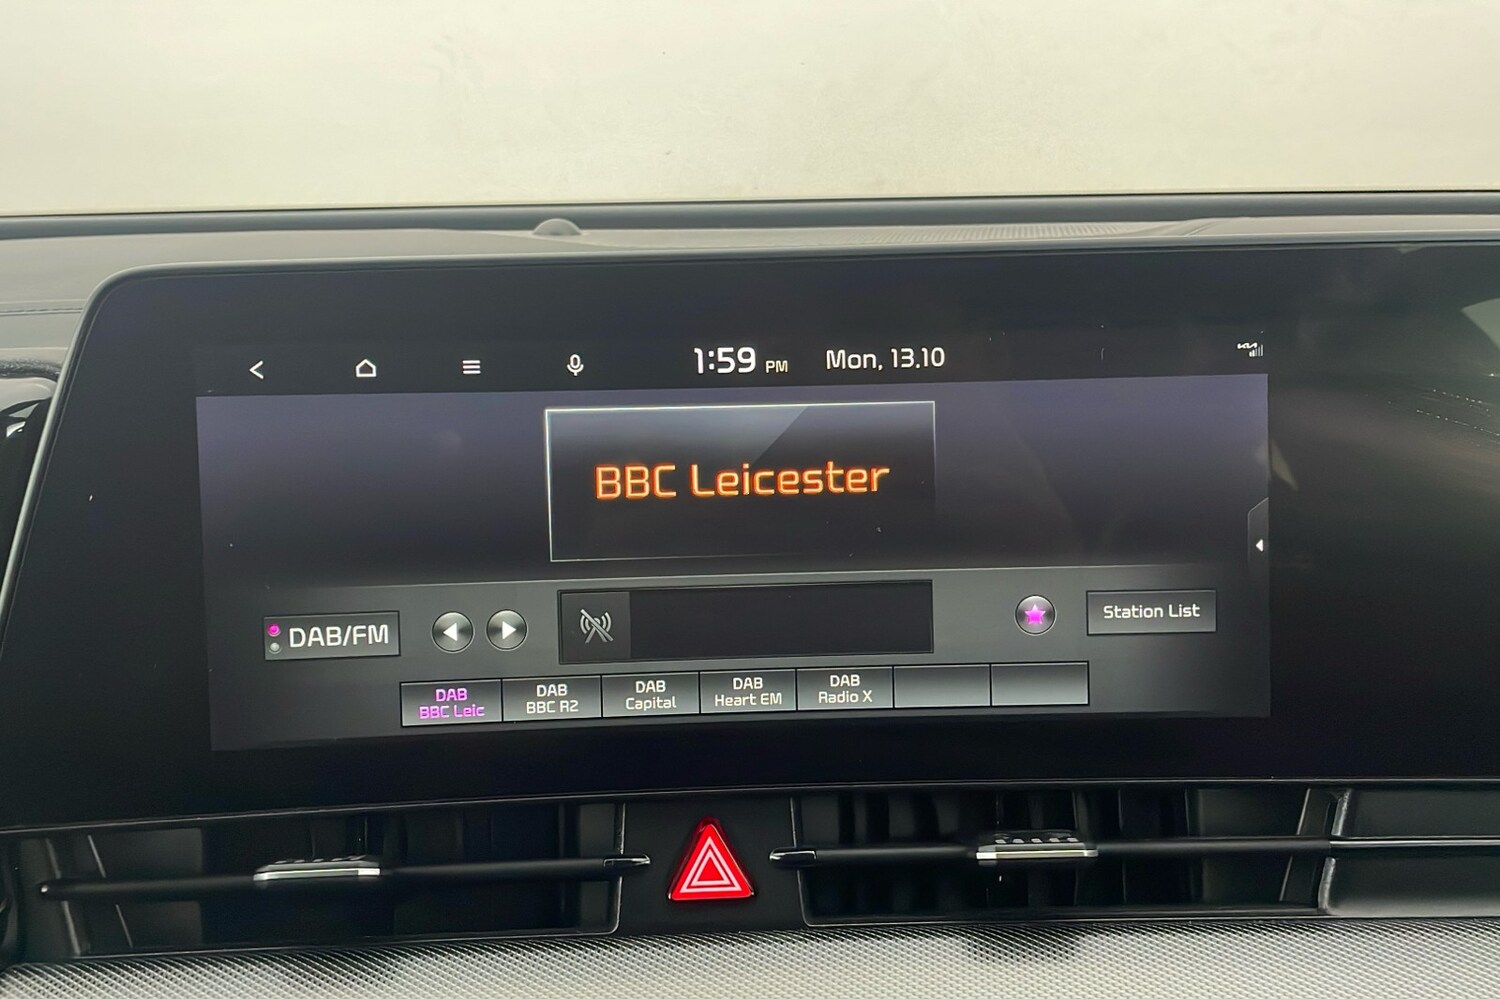 1:59 PM Mon, 13.10
BBC Leicester
DAB/FM
Station List
DAB
BBC Leic
DAB
BBC R2
DAB
Capital
DAB
Heart EM
DAB
Radio X